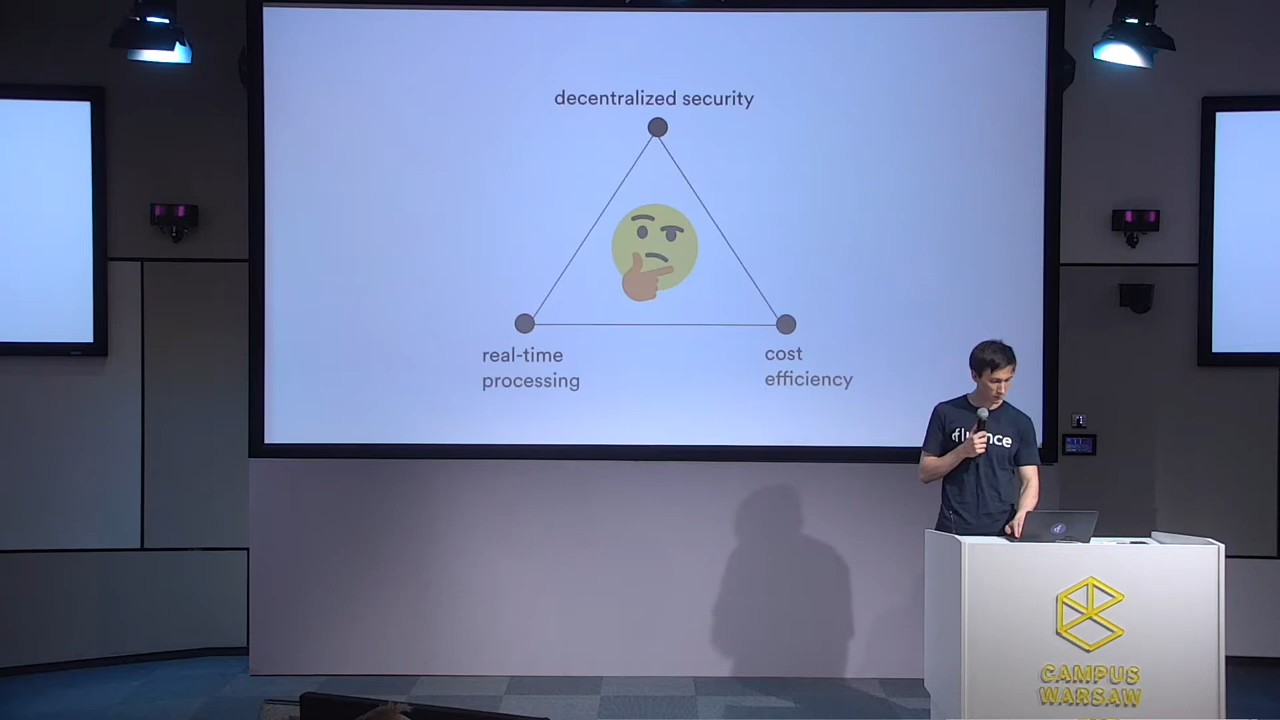 decentralized security
real-time
processing
cost
efficiency
CAMPUS
WARSAW